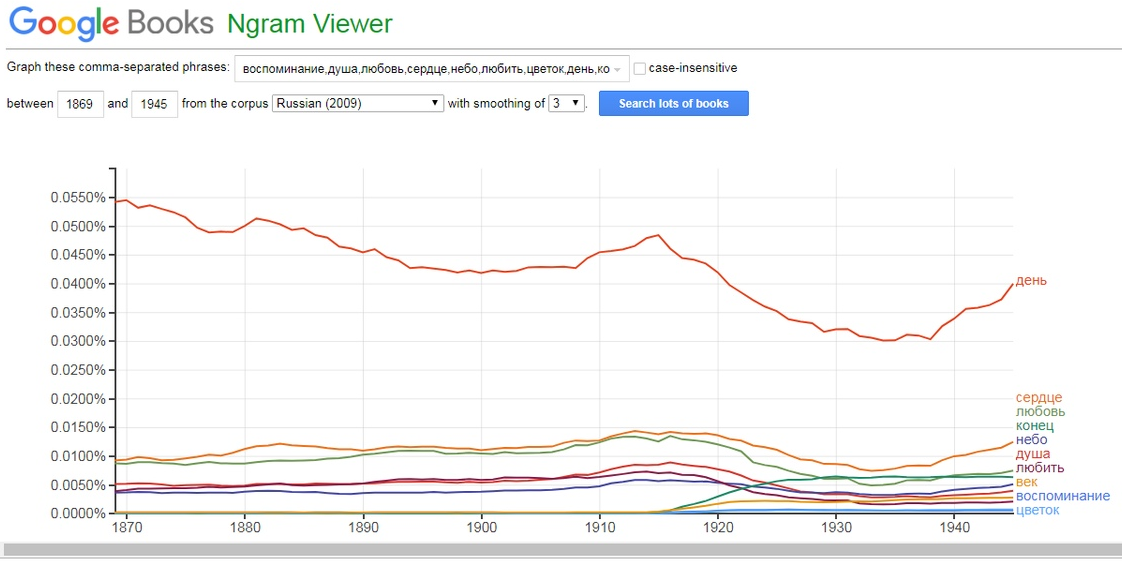 Google Books Ngram Viewer
Graph these comma-separated phrases: воспоминание,душа,любовь,сердце,небо,любить,цветок,день,ко case-insensitive
between 1869 and 1945 from the corpus Russian (2009) with smoothing of 3 . Search lots of books
0.0550%
0.0500%
0.0450%
0.0400%
день
0.0350%
0.0300%
0.0250%
0.0200%
сердце
любовь
0.0150%
конец
небо
0.0100%
душа
любить
0.0050%
век
воспоминание
0.0000%
цветок
1870 1880 1890 1900 1910 1920 1930 1940